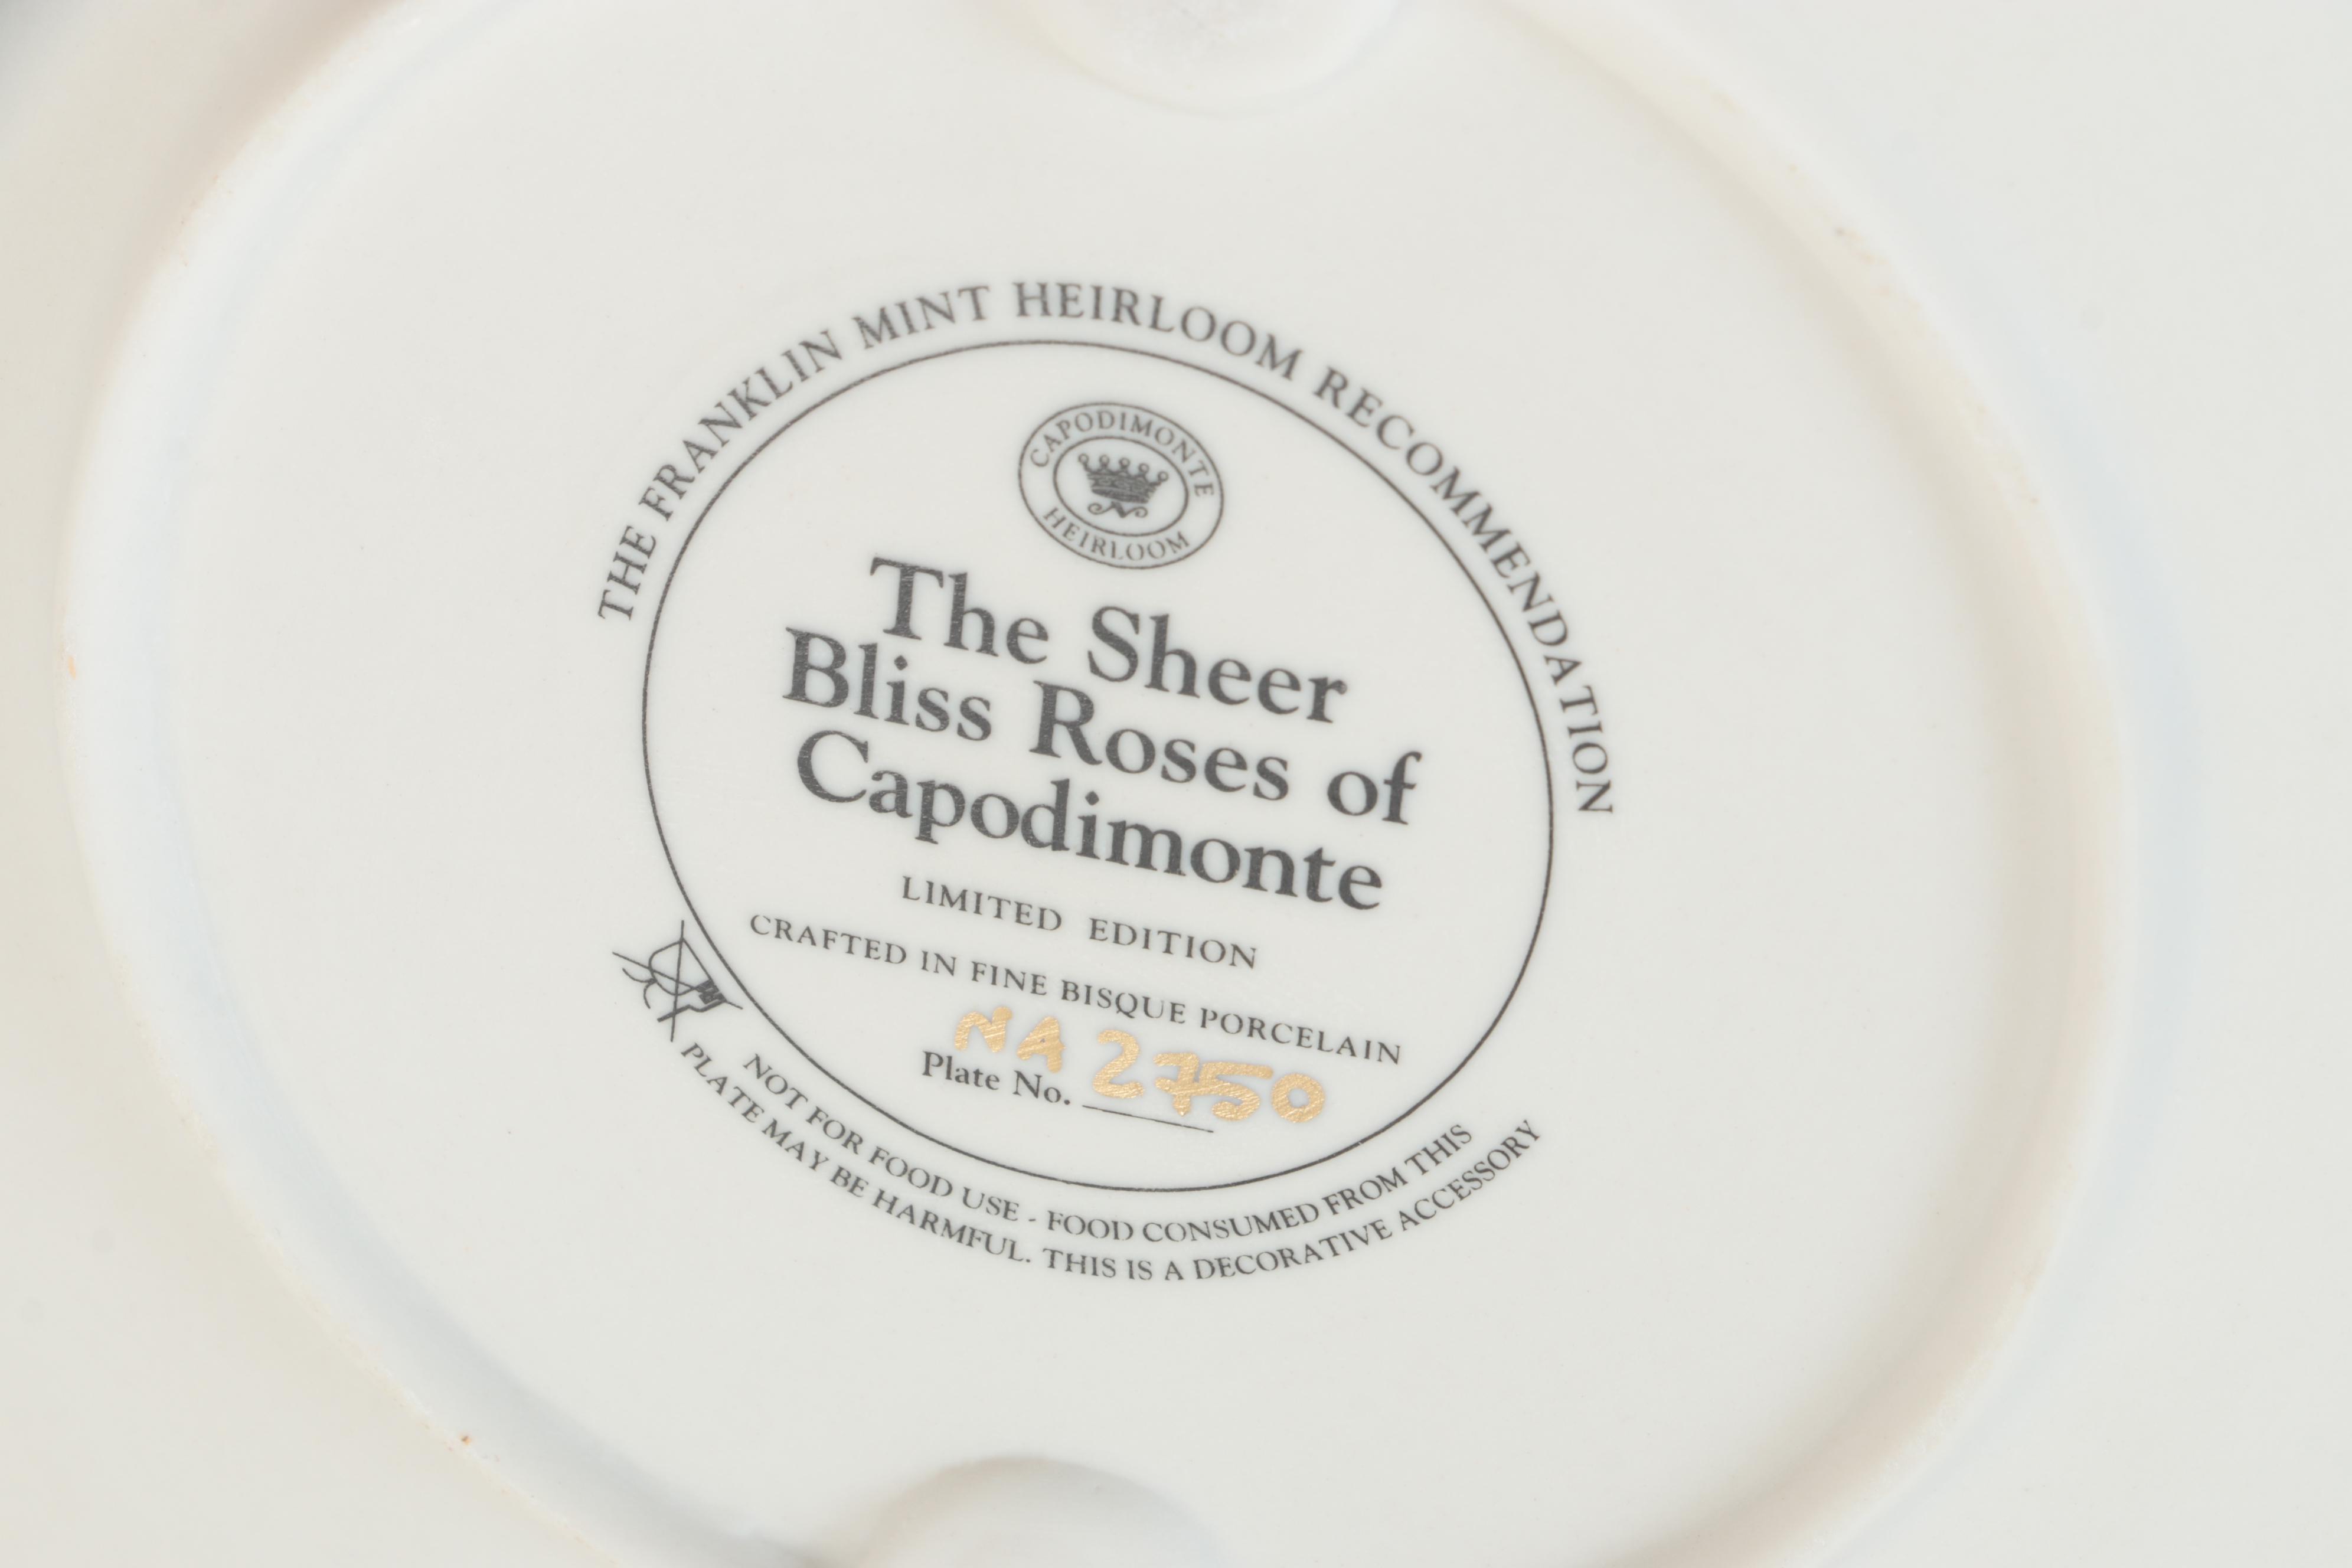 THE FRANKLIN MINT HEIRLOOM RECOMMENDATION
CAPODIMONTE
N
HEIRLOOM
The Sheer
Bliss Roses of
Capodimonte
LIMITED EDITION
CRAFTED IN FINE BISQUE PORCELAIN
NA 2750
Plate No.
NOT FOR FOOD USE - FOOD CONSUMED FROM THIS
PLATE MAY BE HARMFUL. THIS IS A DECORATIVE ACCESSORY